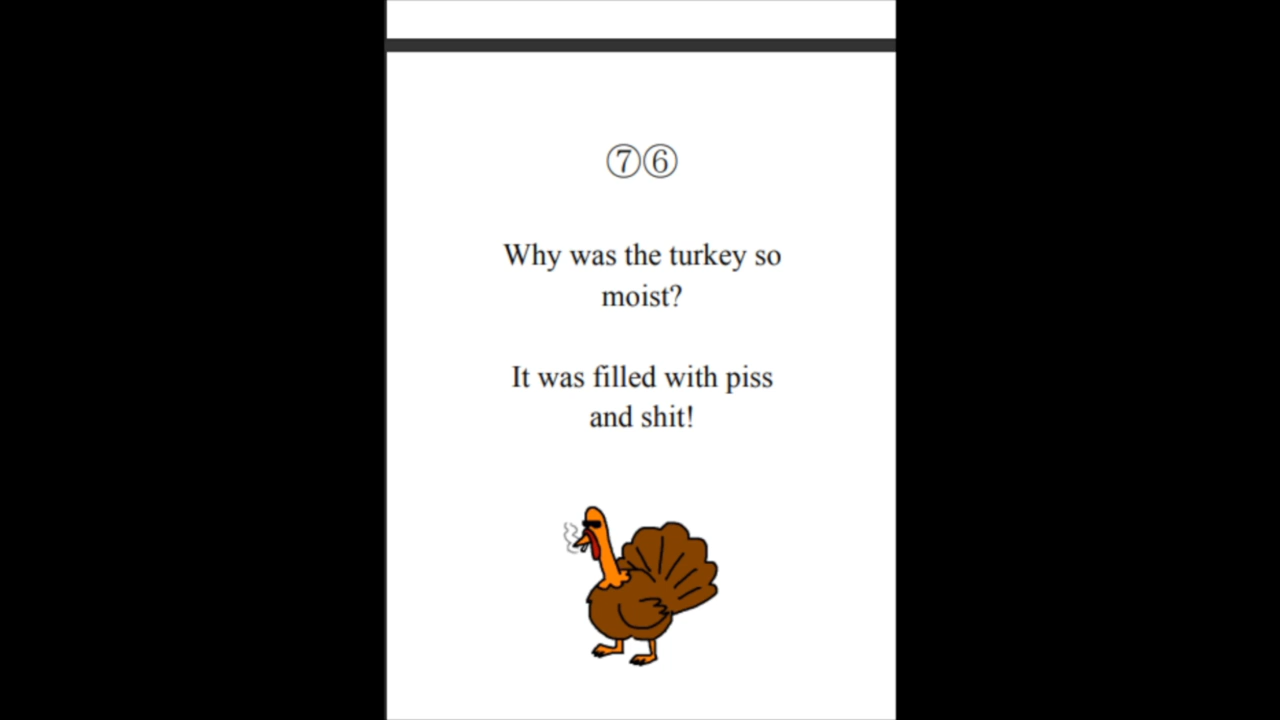 ⑦⑥
Why was the turkey so
moist?
It was filled with piss
and shit!